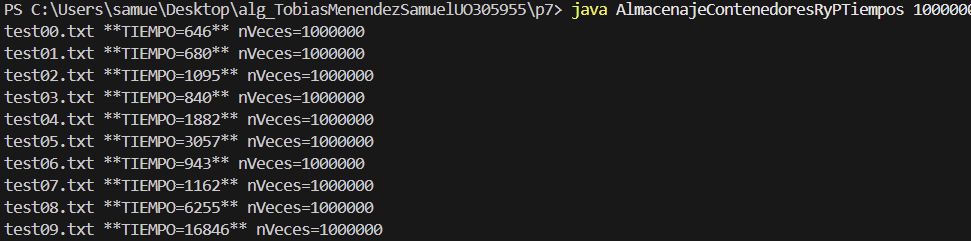 PS C:\Users\samue\Desktop\alg_TobiasMenendezSamuelUO305955\p7> java AlmacenajeContenedoresRyPTiempos 1000000
test00.txt **TIEMPO=646** nVeces=1000000
test01.txt **TIEMPO=680** nVeces=1000000
test02.txt **TIEMPO=1095** nVeces=1000000
test03.txt **TIEMPO=840** nVeces=1000000
test04.txt **TIEMPO=1882** nVeces=1000000
test05.txt **TIEMPO=3057** nVeces=1000000
test06.txt **TIEMPO=943** nVeces=1000000
test07.txt **TIEMPO=1162** nVeces=1000000
test08.txt **TIEMPO=6255** nVeces=1000000
test09.txt **TIEMPO=16846** nVeces=1000000